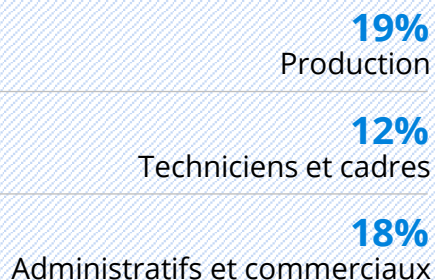 19%
Production
12%
Techniciens et cadres
18%
Administratifs et commerciaux